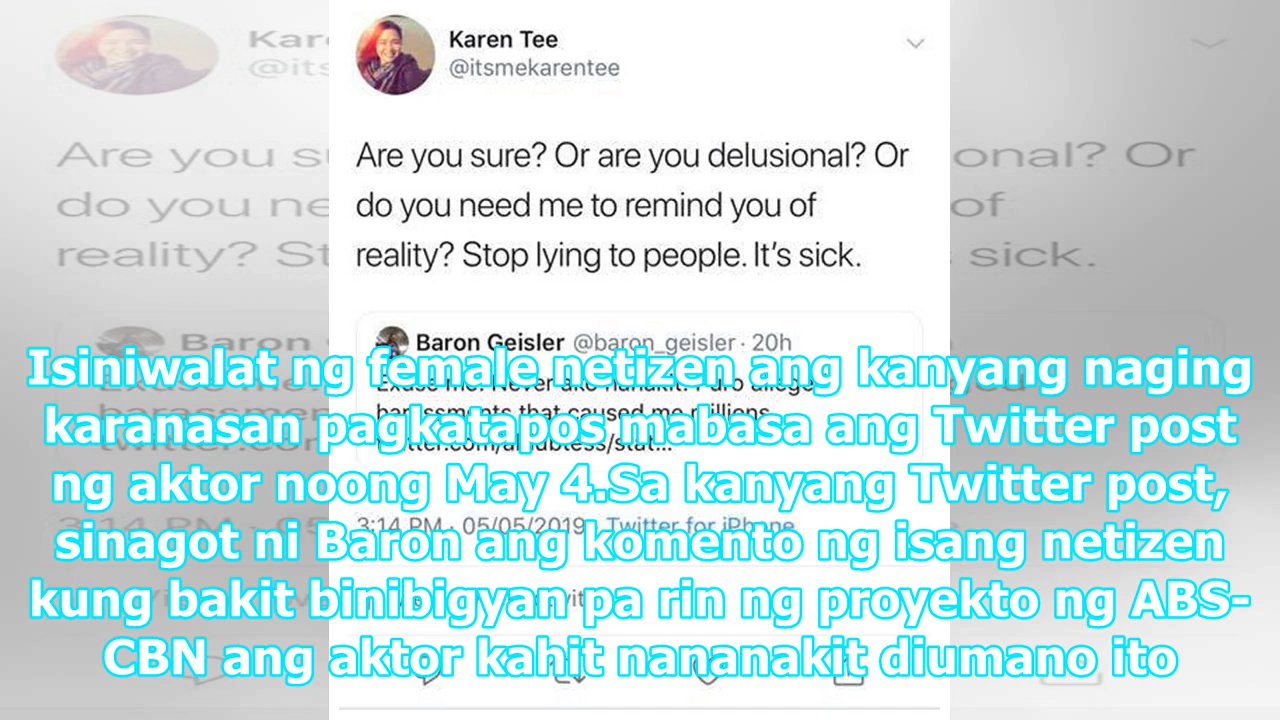 Karen Tee
@itsmekarentee
Are you sure? Or are you delusional? Or
do you need me to remind you of
reality? Stop lying to people. It's sick.
Baron Geisler @baron_geisler · 20h
Isiniwalat ng female netizen ang kanyang naging
karanasan pagkatapos mabasa ang Twitter post
ng aktor noong May 4.Sa kanyang Twitter post,
sinagot ni Baron ang komento ng isang netizen
kung bakit binibigyan pa rin ng proyekto ng ABS-
CBN ang aktor kahit nananakit diumano ito
3:14 PM · 05/05/2019 · Twitter for iPhone